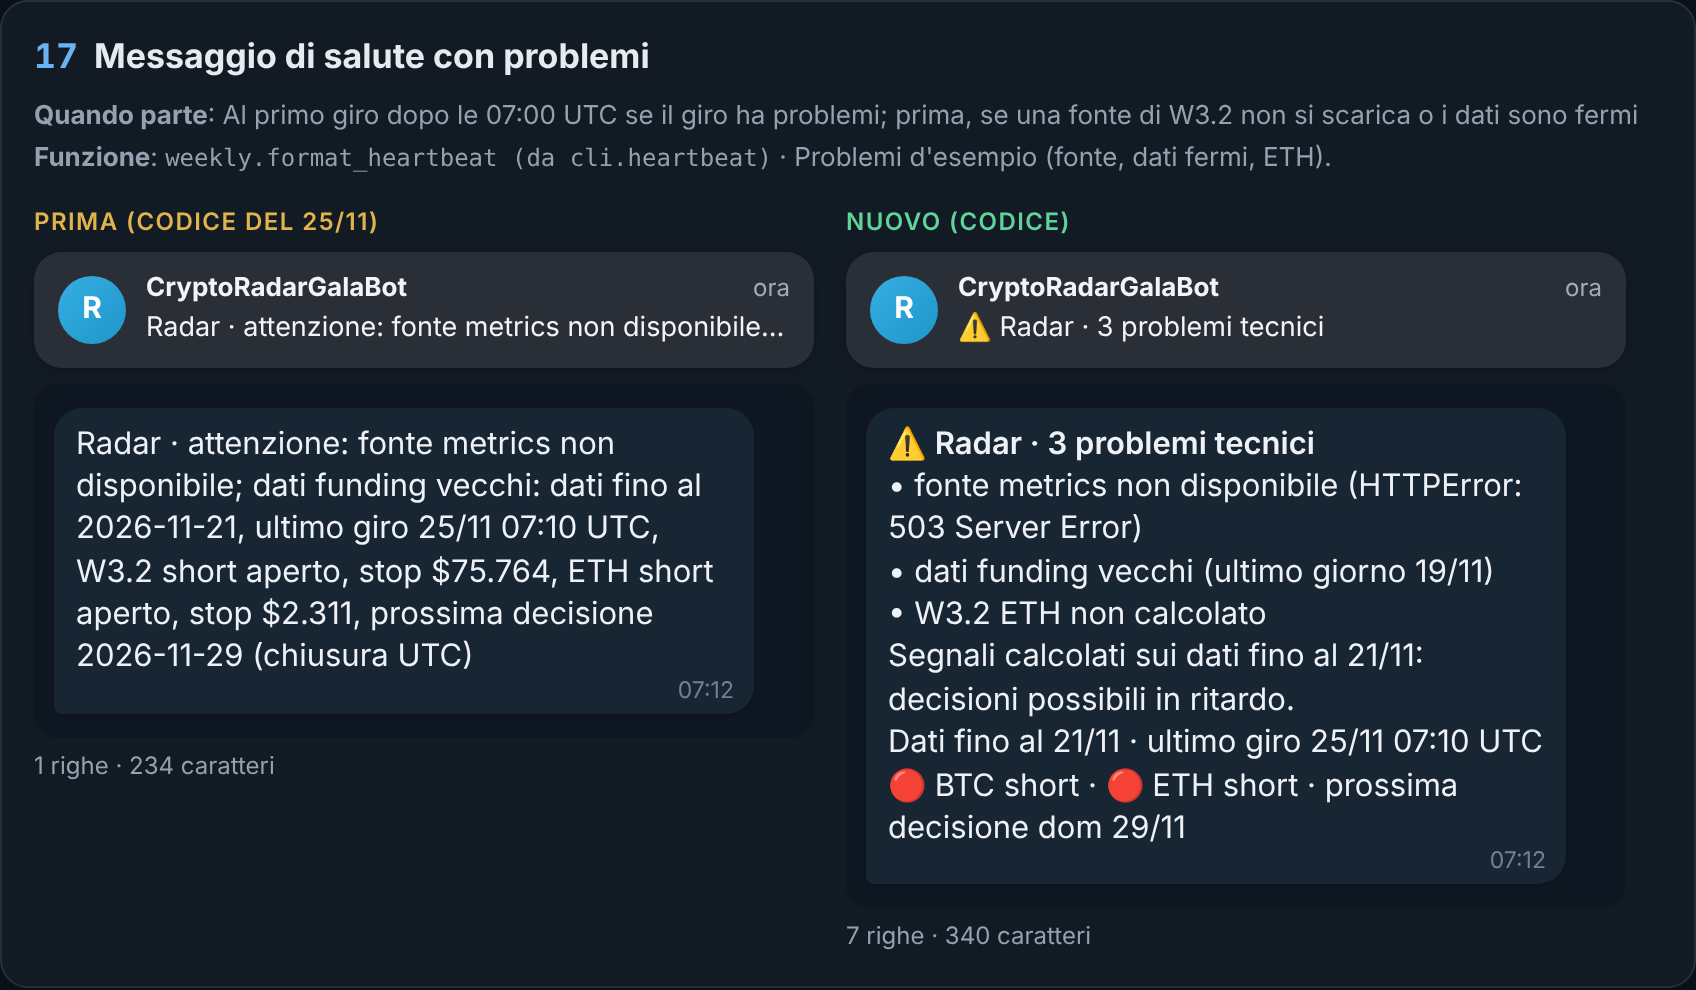 17 Messaggio di salute con problemi
Quando parte: Al primo giro dopo le 07:00 UTC se il giro ha problemi; prima, se una fonte di W3.2 non si scarica o i dati sono fermi
Funzione: weekly.format_heartbeat (da cli.heartbeat) · Problemi d'esempio (fonte, dati fermi, ETH).
PRIMA (CODICE DEL 25/11)
R
CryptoRadarGalaBot
ora
Radar · attenzione: fonte metrics non disponibile...
Radar · attenzione: fonte metrics non
disponibile; dati funding vecchi: dati fino al
2026-11-21, ultimo giro 25/11 07:10 UTC,
W3.2 short aperto, stop $75.764, ETH short
aperto, stop $2.311, prossima decisione
2026-11-29 (chiusura UTC)
07:12
1 righe · 234 caratteri
NUOVO (CODICE)
R
CryptoRadarGalaBot
ora
⚠️ Radar · 3 problemi tecnici
⚠️ Radar · 3 problemi tecnici
• fonte metrics non disponibile (HTTPError:
503 Server Error)
• dati funding vecchi (ultimo giorno 19/11)
• W3.2 ETH non calcolato
Segnali calcolati sui dati fino al 21/11:
decisioni possibili in ritardo.
Dati fino al 21/11 · ultimo giro 25/11 07:10 UTC
🔴 BTC short · 🔴 ETH short · prossima
decisione dom 29/11
07:12
7 righe · 340 caratteri